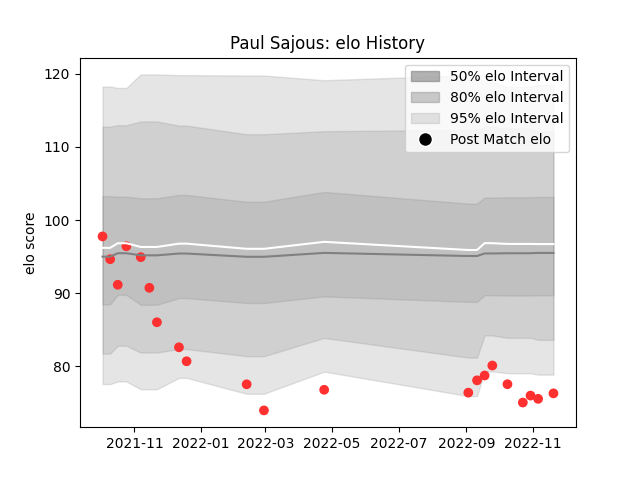 Paul Sajous: elo History
elo score
120
110
100
90
80
50% elo Interval
80% elo Interval
95% elo Interval
Post Match elo
2021-11
2022-01
2022-03
2022-05
2022-07
2022-09
2022-11